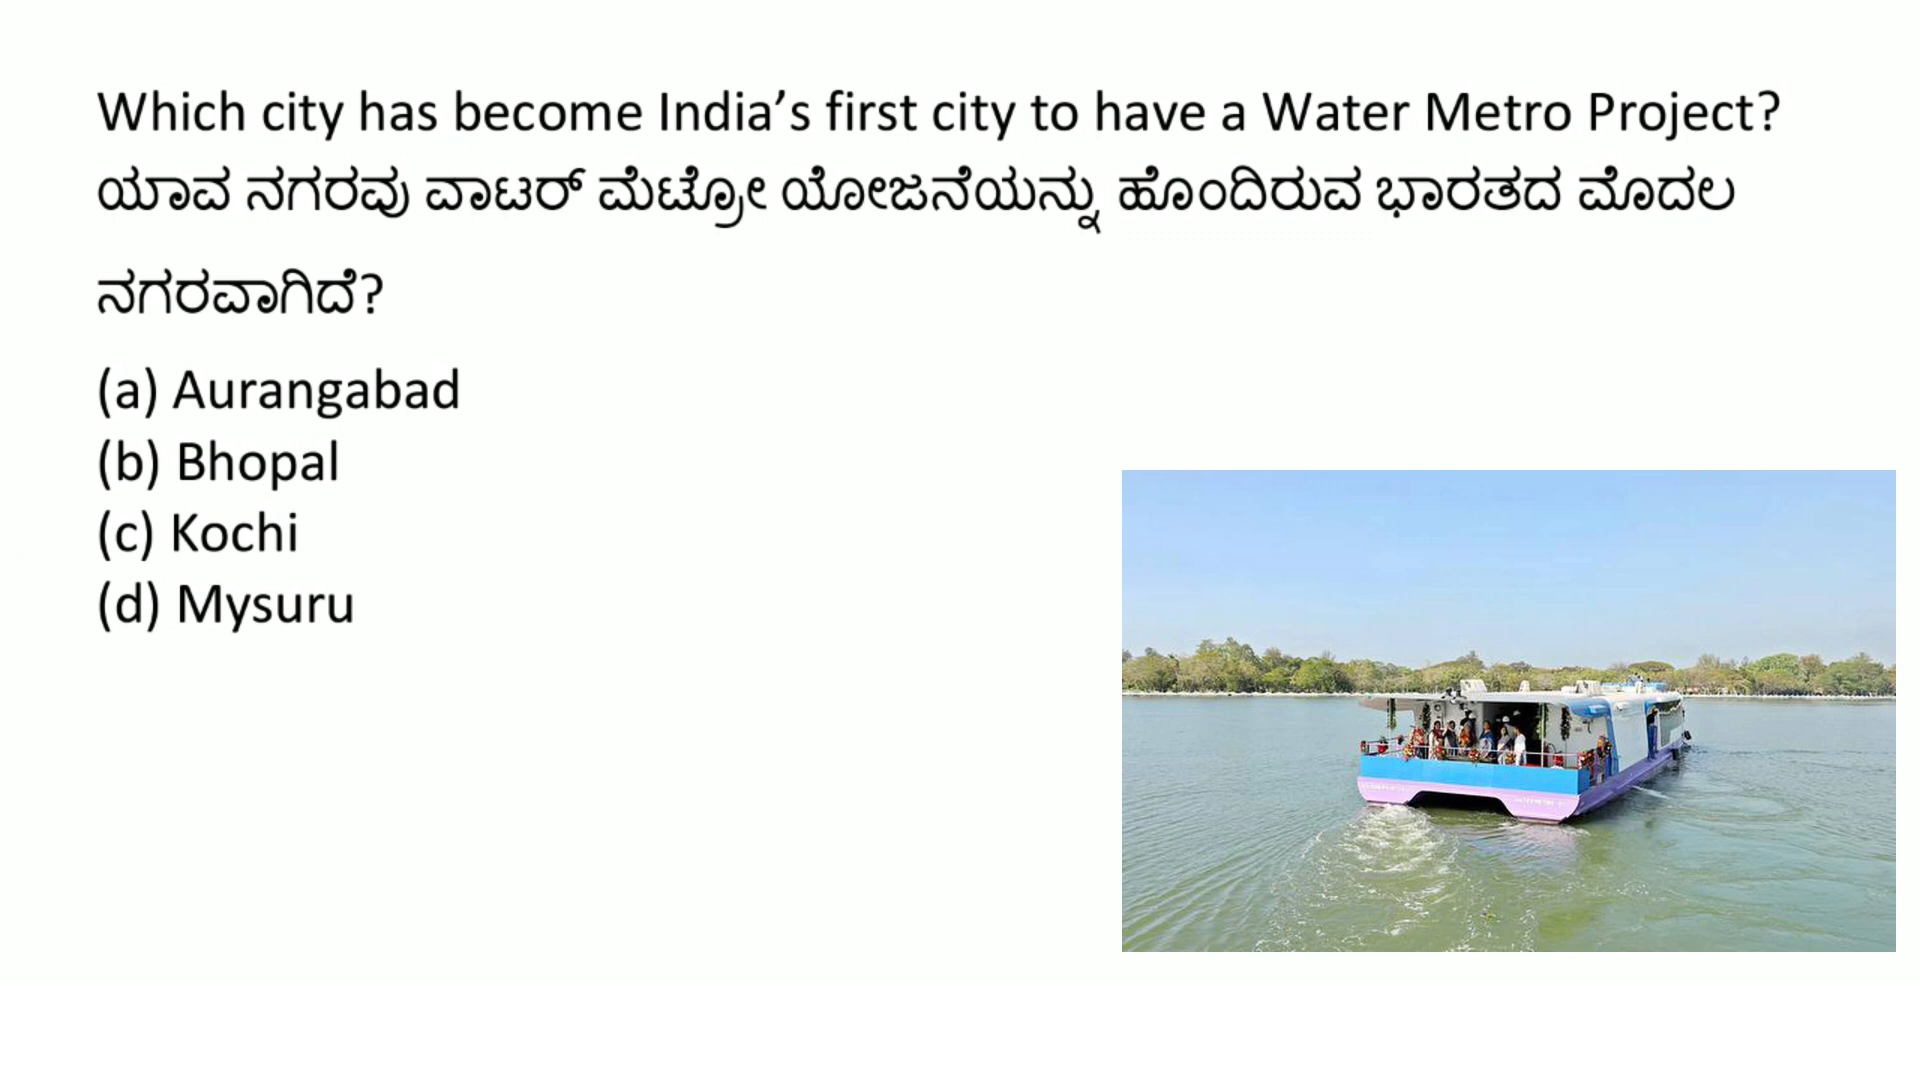 Which city has become India’s first city to have a Water Metro Project?
ಯಾವ ನಗರವು ವಾಟರ್ ಮೆಟ್ರೋ ಯೋಜನೆಯನ್ನು ಹೊಂದಿರುವ ಭಾರತದ ಮೊದಲ
ನಗರವಾಗಿದೆ?
(a) Aurangabad
(b) Bhopal
(c) Kochi
(d) Mysuru